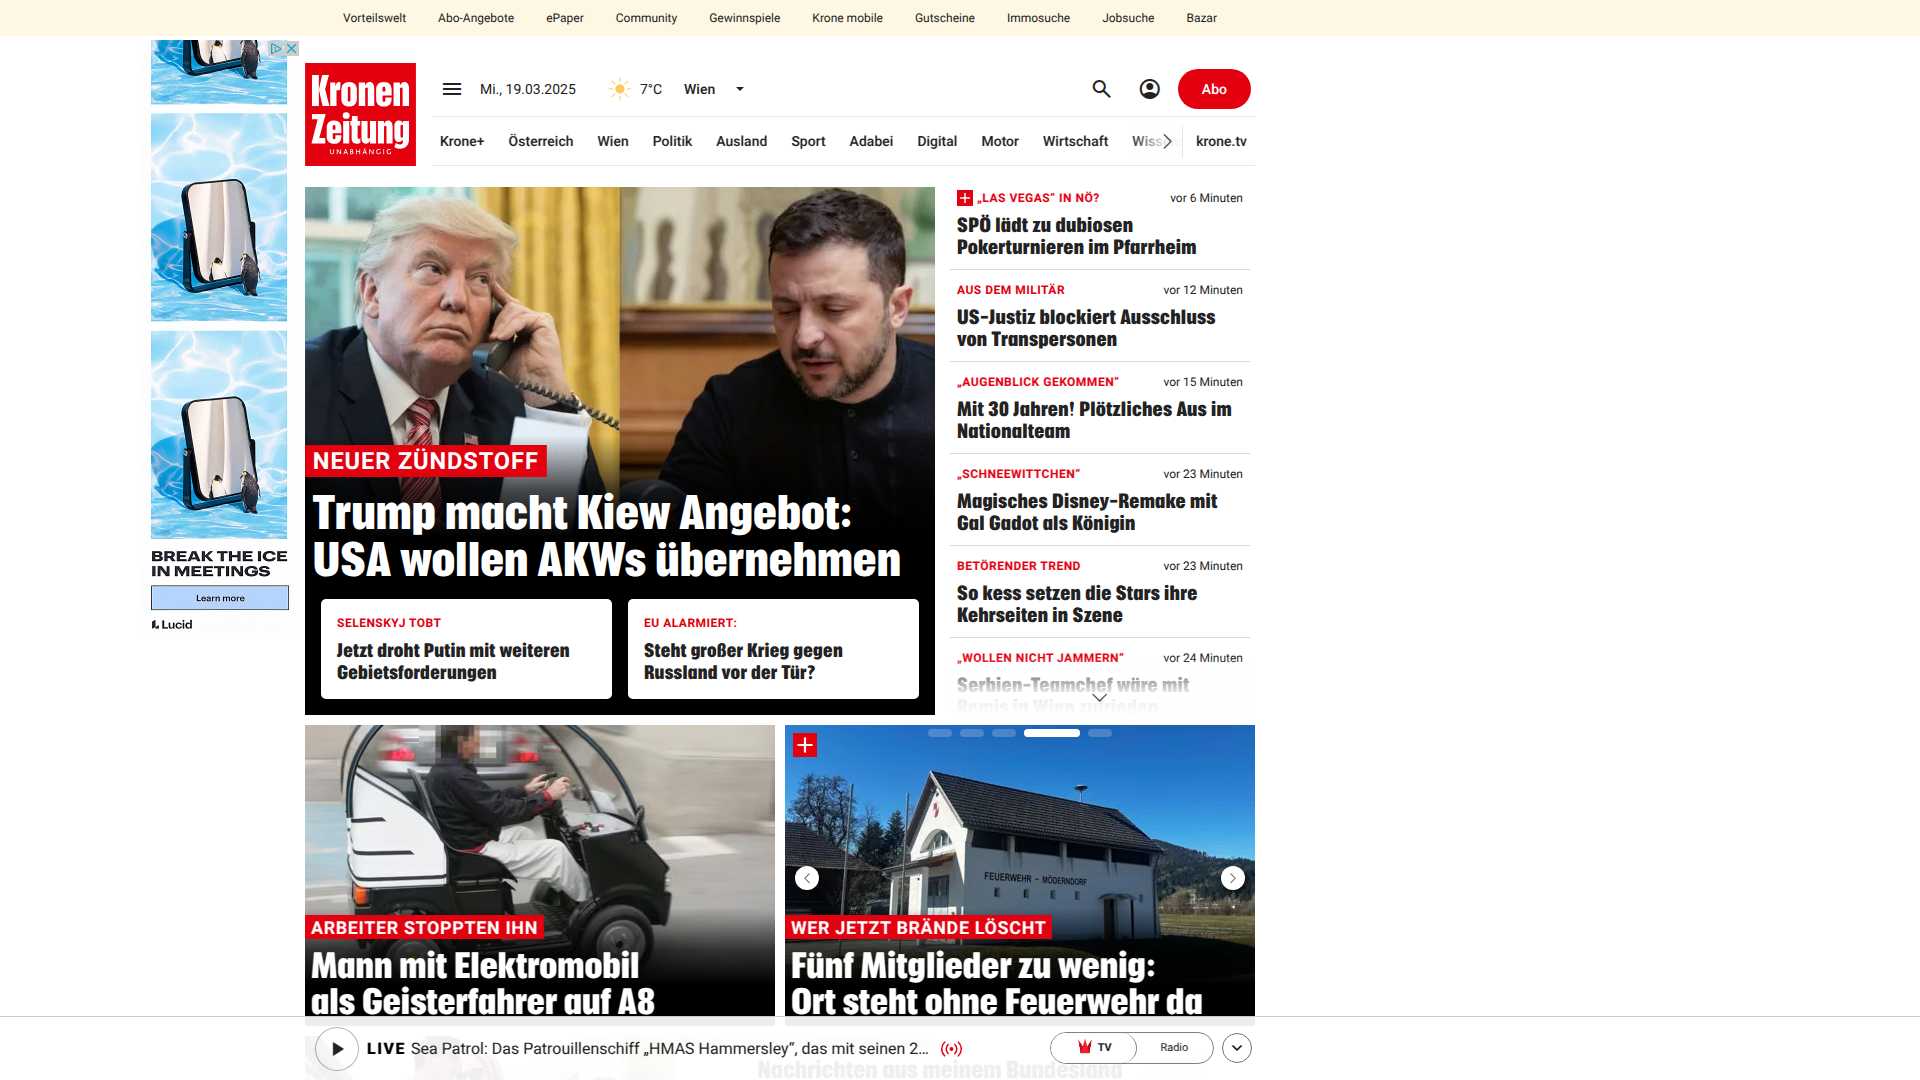 Vorteilswelt
Abo-Angebote
ePaper
Community
Gewinnspiele
Krone mobile
Gutscheine
Immosuche
Jobsuche
Bazar
Kronen
Zeitung
UNABHÄNGIG
Mi., 19.03.2025
7°C
Wien
Abo
Krone+
Österreich
Wien
Politik
Ausland
Sport
Adabei
Digital
Motor
Wirtschaft
Wiss
krone.tv
BREAK THE ICE
IN MEETINGS
Learn more
Lucid
NEUER ZÜNDSTOFF
Trump macht Kiew Angebot:
USA wollen AKWs übernehmen
SELENSKYJ TOBT
Jetzt droht Putin mit weiteren
Gebietsforderungen
EU ALARMIERT:
Steht großer Krieg gegen
Russland vor der Tür?
„LAS VEGAS“ IN NÖ?
vor 6 Minuten
SPÖ lädt zu dubiosen
Pokerturnieren im Pfarrheim
AUS DEM MILITÄR
vor 12 Minuten
US-Justiz blockiert Ausschluss
von Transpersonen
„AUGENBLICK GEKOMMEN“
vor 15 Minuten
Mit 30 Jahren! Plötzliches Aus im
Nationalteam
„SCHNEEWITTCHEN“
vor 23 Minuten
Magisches Disney-Remake mit
Gal Gadot als Königin
BETÖRENDER TREND
vor 23 Minuten
So kess setzen die Stars ihre
Kehrseiten in Szene
„WOLLEN NICHT JAMMERN“
vor 24 Minuten
Serbien-Teamchef wäre mit
Remis in Wien zufrieden
ARBEITER STOPPTEN IHN
Mann mit Elektromobil
als Geisterfahrer auf A8
FEUERWEHR - MÖDERNDORF
WER JETZT BRÄNDE LÖSCHT
Fünf Mitglieder zu wenig:
Ort steht ohne Feuerwehr da
LIVE Sea Patrol: Das Patrouillenschiff „HMAS Hammersley“, das mit seinen 2...
TV
Radio
Nachrichten aus meinem Bundesland